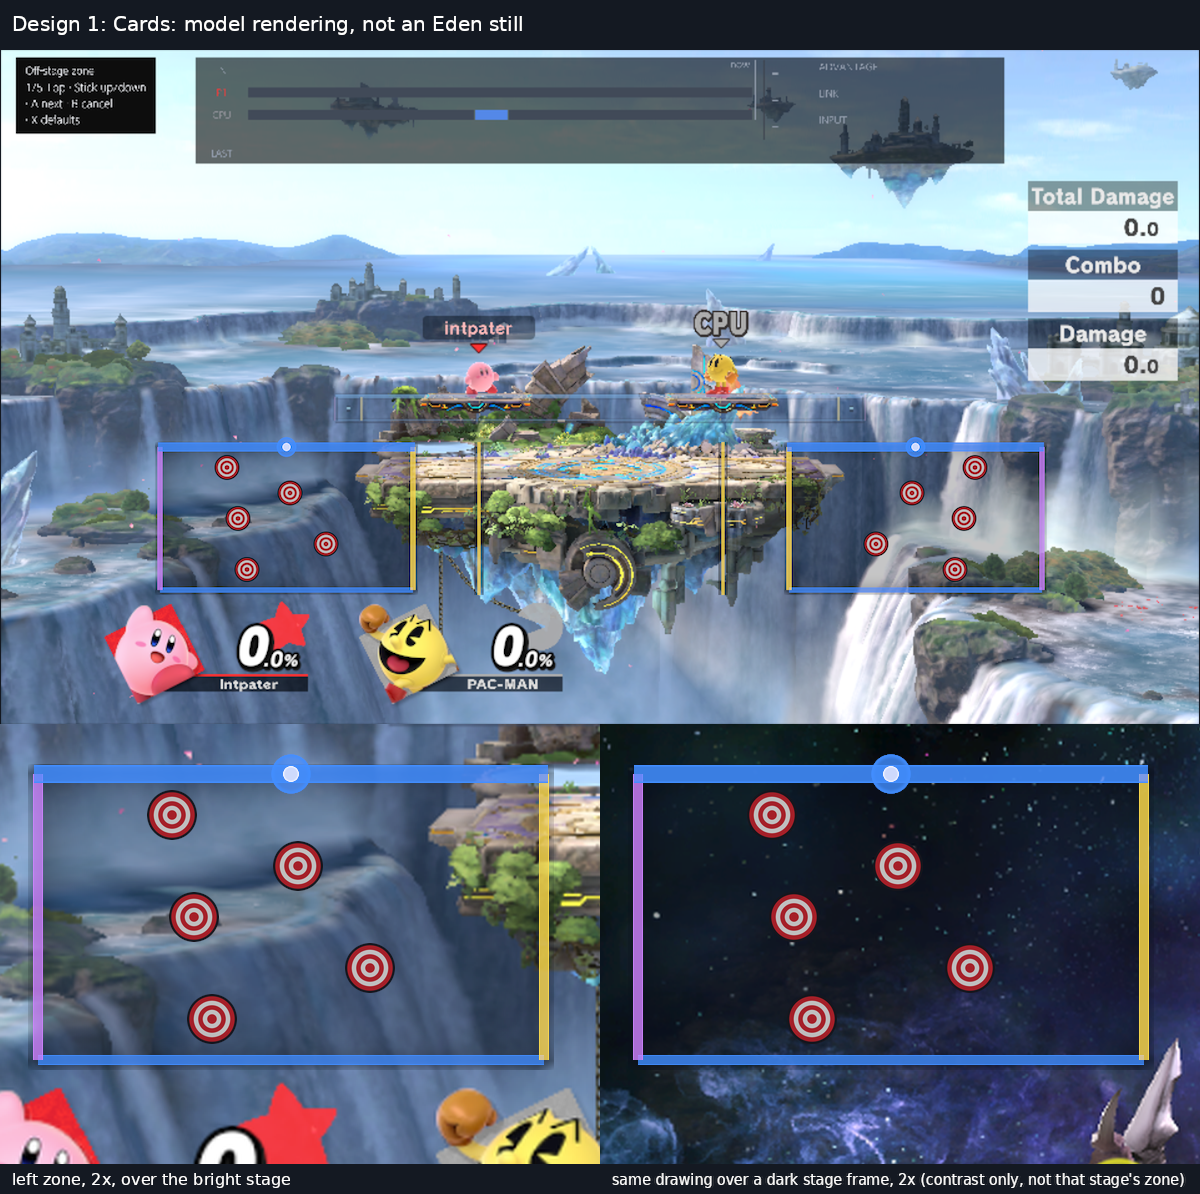 Design 1: Cards: model rendering, not an Eden still
Off-stage zone
1/5 Top · Stick up/down
· A next · B cancel
· X defaults
now
ADVANTAGE
P1
LINK
CPU
INPUT
LAST
Total Damage
0.0
Combo
0
Damage
0.0
intpater
CPU
0.0%
Intpater
0.0%
PAC-MAN
left zone, 2x, over the bright stage
same drawing over a dark stage frame, 2x (contrast only, not that stage's zone)